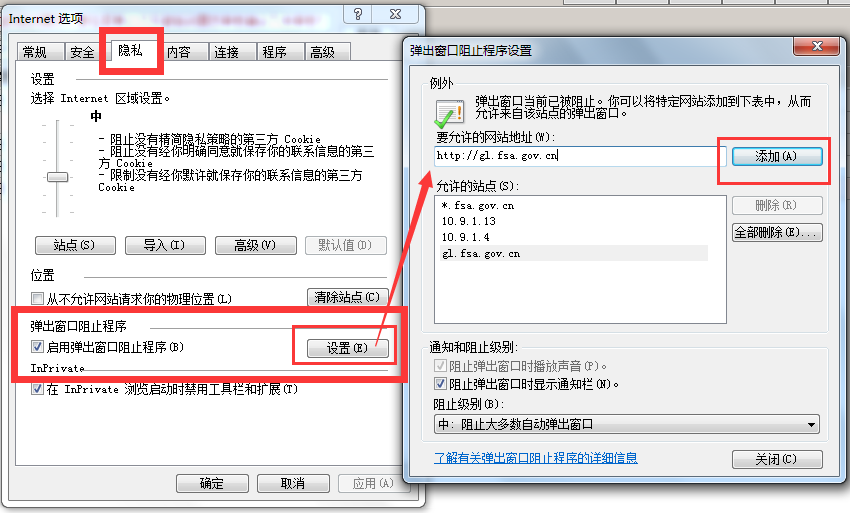 Internet 选项
常规 安全 隐私 内容 连接 程序 高级
设置
选择 Internet 区域设置。
中
- 阻止没有精简隐私策略的第三方 Cookie
- 阻止没有经你明确同意就保存你的联系信息的第三
方 Cookie
- 限制没有经你默许就保存你的联系信息的第三方
Cookie
站点(S) 导入(I) 高级(V) 默认值(D)
位置
从不允许网站请求你的物理位置(L) 清除站点(C)
弹出窗口阻止程序
启用弹出窗口阻止程序(B) 设置(E)
InPrivate
在 InPrivate 浏览启动时禁用工具栏和扩展(T)
确定 取消 应用(A)
弹出窗口阻止程序设置
例外
弹出窗口当前已被阻止。你可以将特定网站添加到下表中，从而
允许来自该站点的弹出窗口。
要允许的网站地址(W):
http://gl.fsa.gov.cn 添加(A)
允许的站点(S):
*.fsa.gov.cn
10.9.1.13
10.9.1.4
gl.fsa.gov.cn
删除(R)
全部删除(E)...
通知和阻止级别:
阻止弹出窗口时播放声音(P)。
阻止弹出窗口时显示通知栏(N)。
阻止级别(B):
中: 阻止大多数自动弹出窗口
了解有关弹出窗口阻止程序的详细信息
关闭(C)